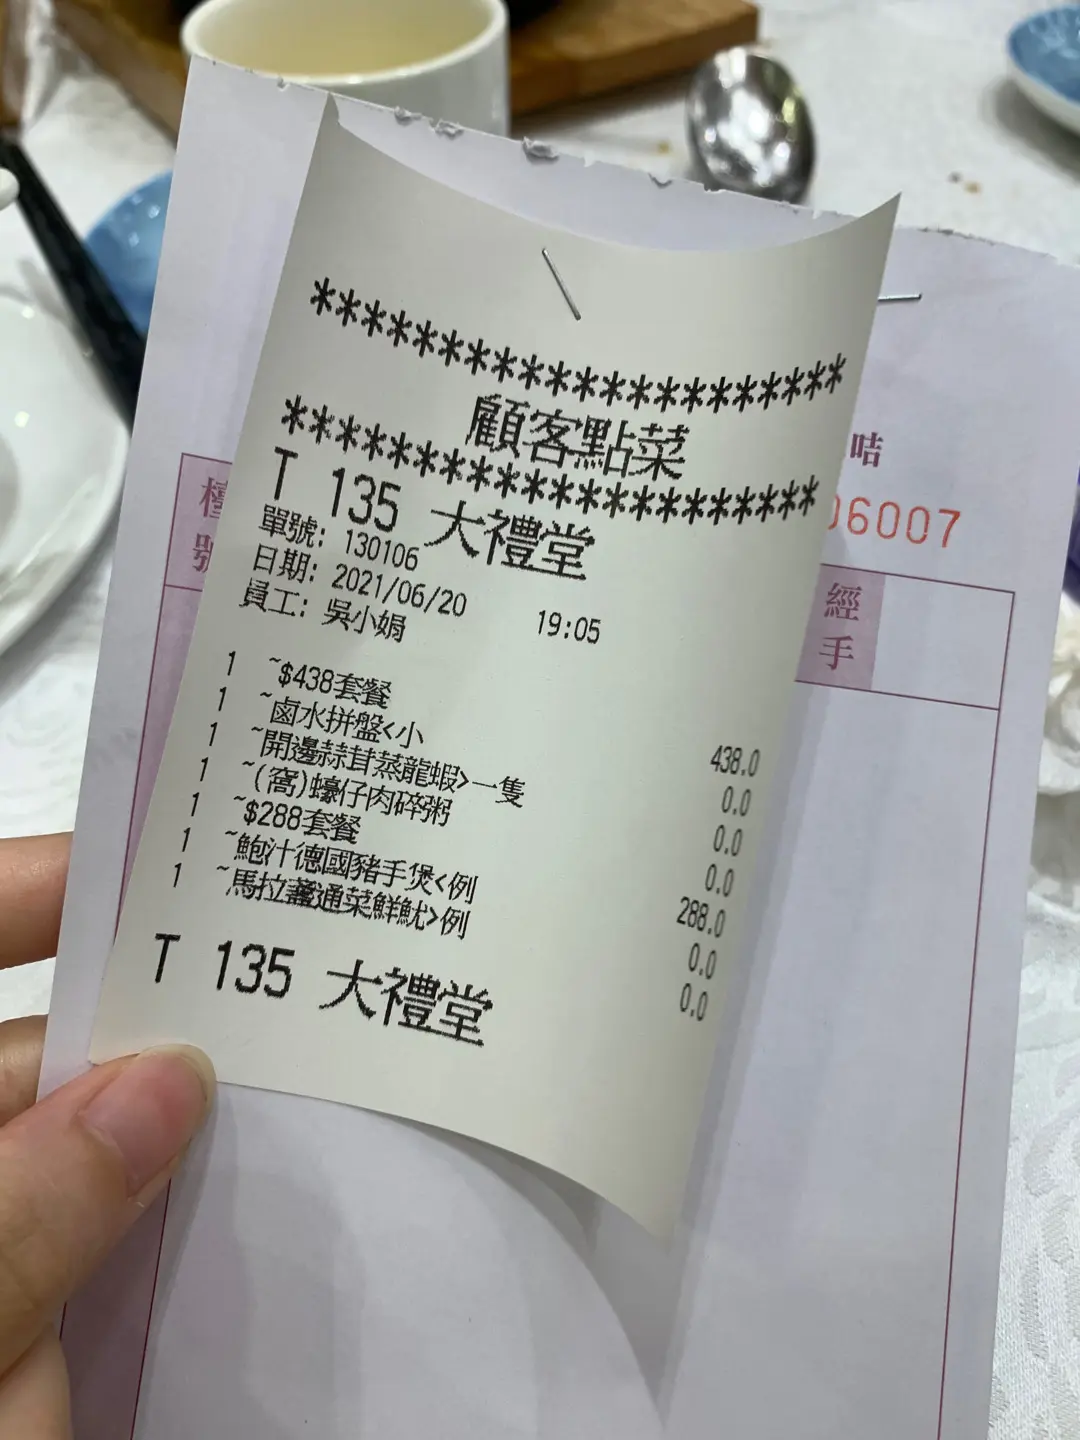 ********************
顧客點菜
********************
T 135 大禮堂
單號: 130106
日期: 2021/06/20 19:05
員工: 吳小娟
1 ~$438套餐 438.0
1 ~鹵水拼盤<小 0.0
1 ~開邊蒜茸蒸龍蝦>一隻 0.0
1 ~(窩)蠔仔肉碎粥 0.0
1 ~$288套餐 288.0
1 ~鮑汁德國豬手煲<例 0.0
1 ~馬拉盞通菜鮮魷>例 0.0
T 135 大禮堂
咭
06007
檯號
經手